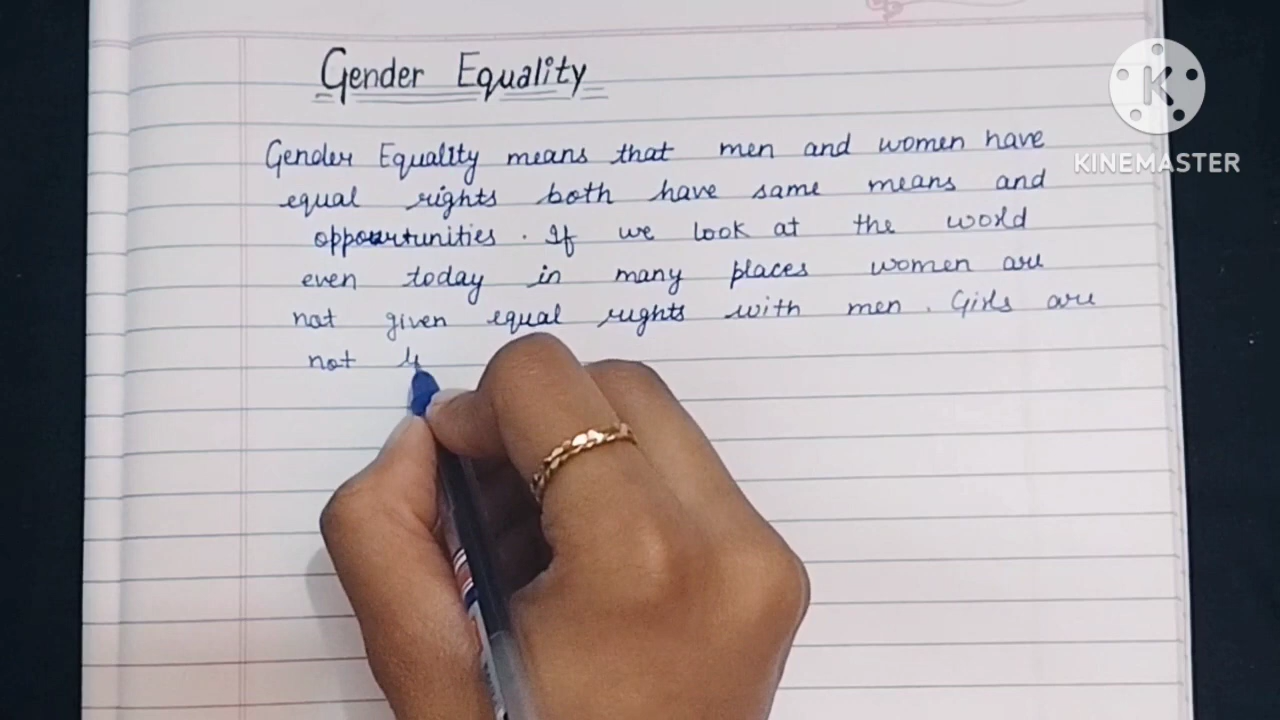 Gender Equality
Gender Equality means that men and women have
equal rights both have same means and
oppourtunities. If we look at the world
even today in many places women are
not given equal rights with men. Girls are
not
K
KINEMASTER